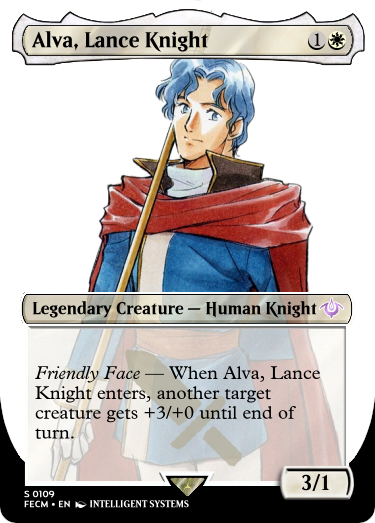 Alva, Lance Knight 1
Legendary Creature — Human Knight
Friendly Face — When Alva, Lance
Knight enters, another target
creature gets +3/+0 until end of
turn.
3/1
S 0109
FECM • EN INTELLIGENT SYSTEMS